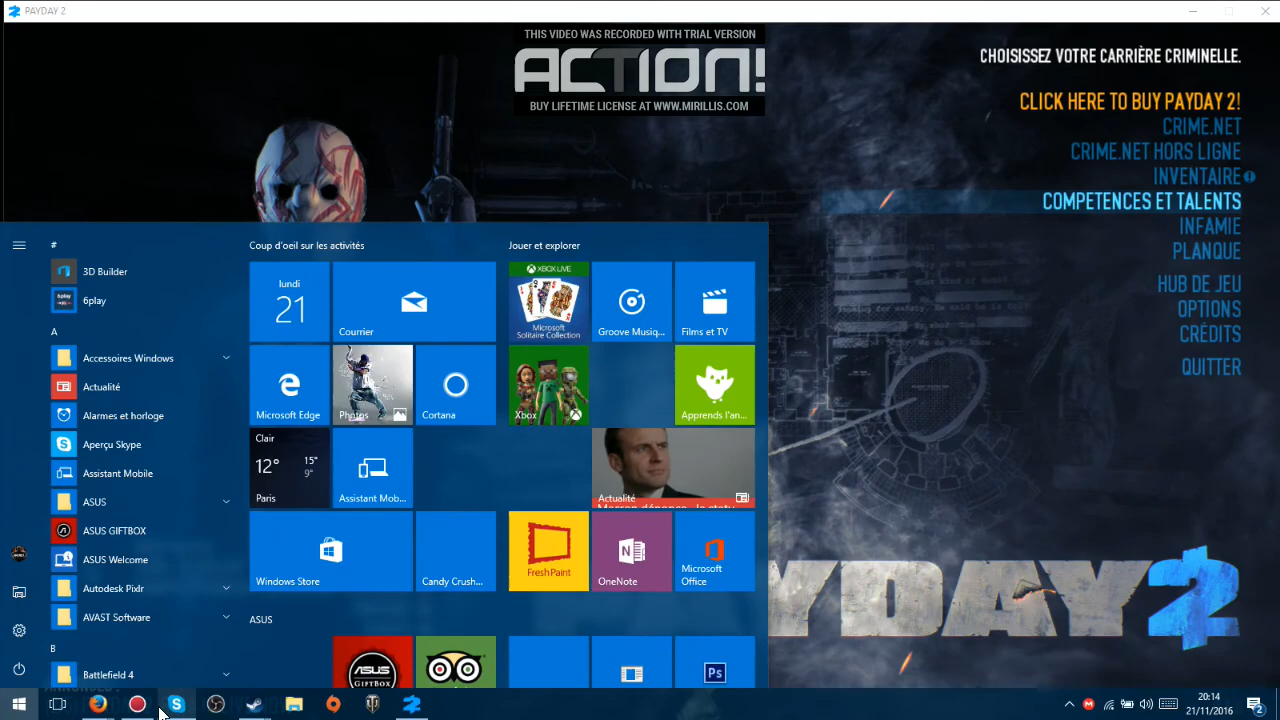 PAYDAY 2
THIS VIDEO WAS RECORDED WITH TRIAL VERSION
ACTION!
BUY LIFETIME LICENSE AT WWW.MIRILLIS.COM
CHOISISSEZ VOTRE CARRIÈRE CRIMINELLE.
CLICK HERE TO BUY PAYDAY 2!
CRIME.NET
CRIME.NET HORS LIGNE
INVENTAIRE
COMPETENCES ET TALENTS
INFAMIE
PLANQUE
HUB DE JEU
OPTIONS
CRÉDITS
QUITTER
#
3D Builder
6play
A
Accessoires Windows
Actualité
Alarmes et horloge
Aperçu Skype
Assistant Mobile
ASUS
ASUS GIFTBOX
ASUS Welcome
Autodesk Pixlr
AVAST Software
B
Battlefield 4
Coup d'oeil sur les activités
lundi
21
Courrier
Microsoft Edge
Photos
Cortana
Clair
12°
15°
9°
Paris
Assistant Mob...
Windows Store
Candy Crush...
ASUS
ASUS
GIFTBOX
Jouer et explorer
XBOX LIVE
Microsoft
Solitaire Collection
Groove Musiq...
Films et TV
Xbox
Apprends l'an...
Actualité
FreshPaint
OneNote
Microsoft
Office
Ps
PAYDAY 2
20:14
21/11/2016
2